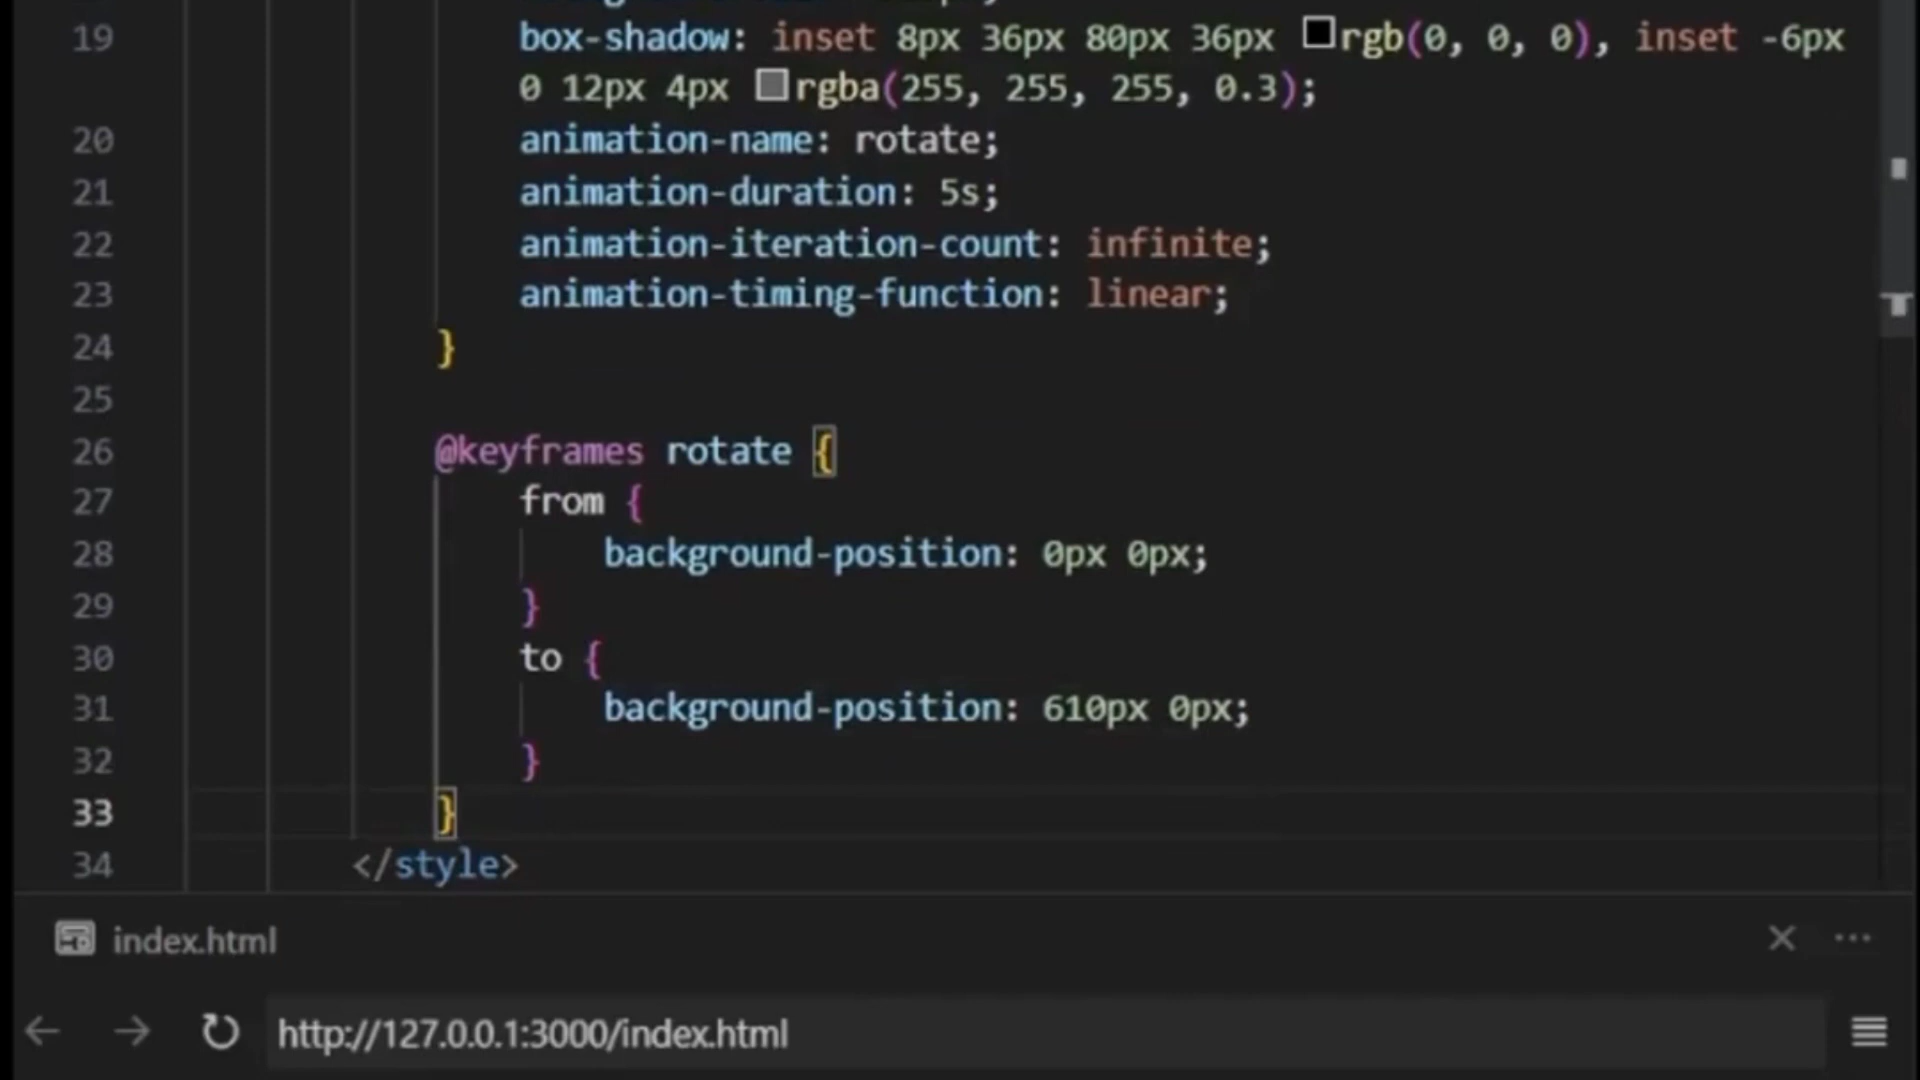 19 box-shadow: inset 8px 36px 80px 36px rgb(0, 0, 0), inset -6px
0 12px 4px rgba(255, 255, 255, 0.3);
20 animation-name: rotate;
21 animation-duration: 5s;
22 animation-iteration-count: infinite;
23 animation-timing-function: linear;
24 }
25
26 @keyframes rotate {
27 from {
28 background-position: 0px 0px;
29 }
30 to {
31 background-position: 610px 0px;
32 }
33 }
34 </style>
index.html
http://127.0.0.1:3000/index.html